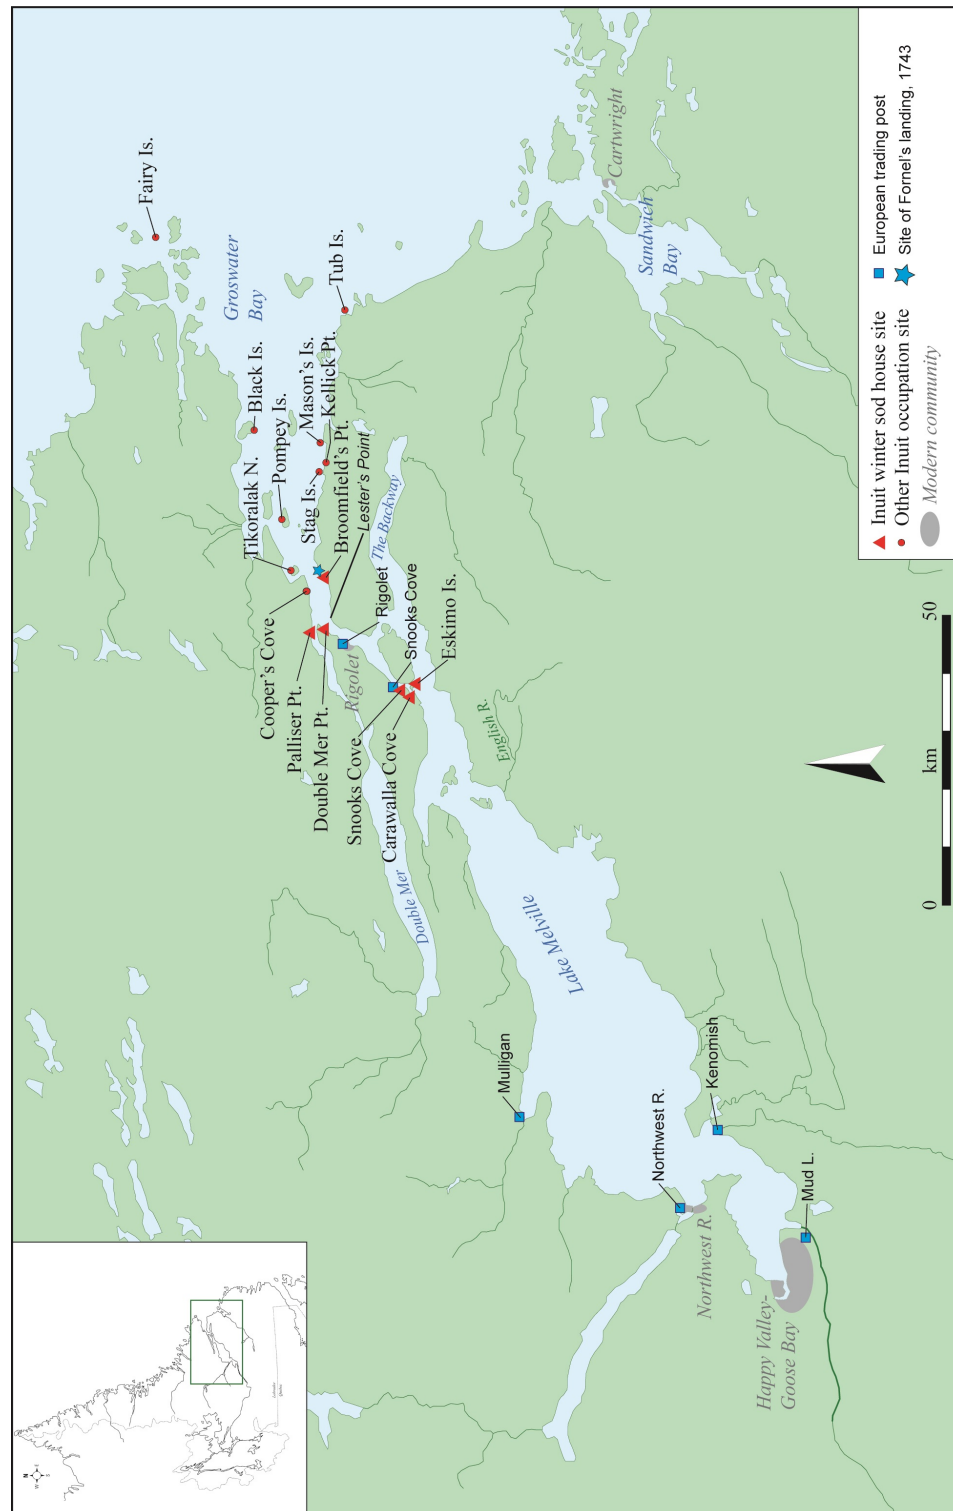 N
W
E
S
Labrador
Quebec
Fairy Is.
Groswater
Bay
Black Is.
Tub Is.
Tikoralak N.
Pompey Is.
Mason's Is.
Kellick Pt.
Stag Is.
Broomfield's Pt.
Lester's Point
The Backway
Cooper's Cove
Palliser Pt.
Double Mer Pt.
Rigolet
Rigolet
Snooks Cove
Snooks Cove
Carawalla Cove
Eskimo Is.
English R.
Double Mer
Lake Melville
Mulligan
Northwest R.
Northwest R.
Kenomish
Mud L.
Happy Valley-
Goose Bay
Cartwright
Sandwich
Bay
0 km 50
Inuit winter sod house site
Other Inuit occupation site
Modern community
European trading post
Site of Fornel's landing, 1743